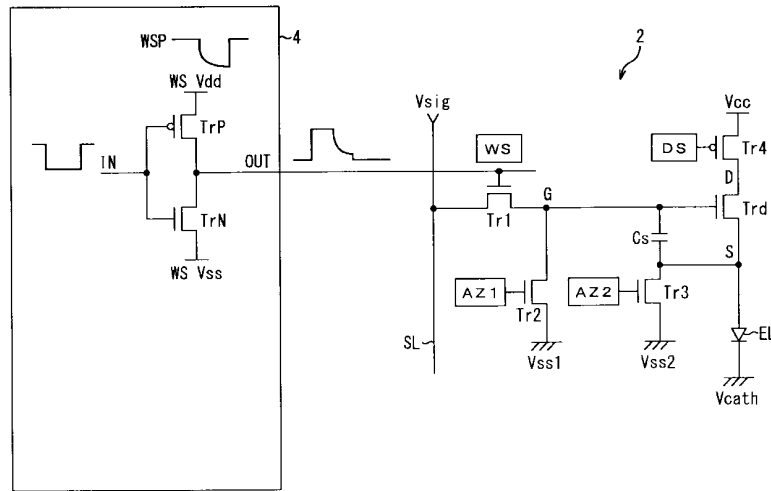 WSP
4
WS Vdd
TrP
IN
OUT
TrN
WS Vss
2
Vsig
Vcc
WS
DS
Tr4
D
G
Tr1
Trd
Cs
S
AZ1
Tr2
AZ2
Tr3
SL
Vss1
Vss2
EL
Vcath